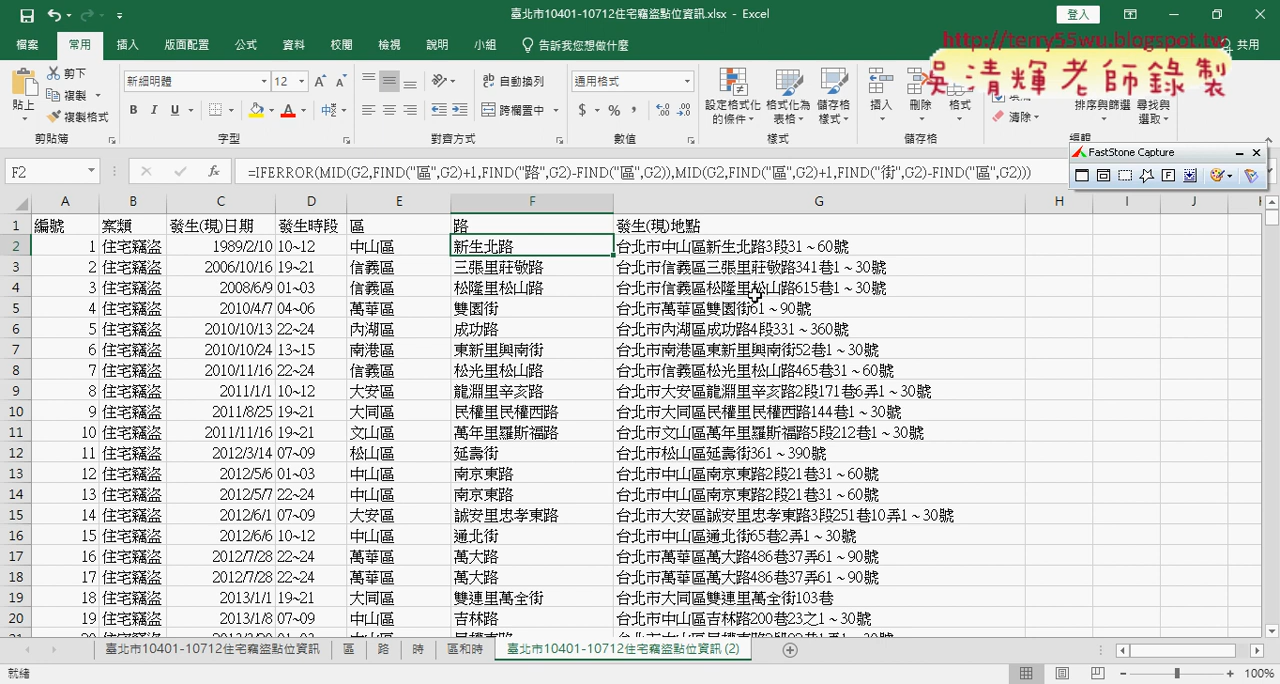 臺北市10401-10712住宅竊盜點位資訊.xlsx - Excel
登入
http://terry55wu.blogspot.tw
吳清輝老師錄製
檔案 常用 插入 版面配置 公式 資料 校閱 檢視 說明 小組 告訴我您想做什麼 共用
貼上 剪下 複製 複製格式 剪貼簿
新細明體 12 B I U 字型
自動換列 跨欄置中 對齊方式
通用格式 $ % , 數值
設定格式化的條件 格式化為表格 儲存格樣式 樣式
插入 刪除 格式 儲存格
清除 排序與篩選 尋找與選取
FastStone Capture
F2 fx =IFERROR(MID(G2,FIND("區",G2)+1,FIND("路",G2)-FIND("區",G2)),MID(G2,FIND("區",G2)+1,FIND("街",G2)-FIND("區",G2)))
A B C D E F G H I J
1 編號 案類 發生(現)日期 發生時段 區 路 發生(現)地點
2 1 住宅竊盜 1989/2/10 10~12 中山區 新生北路 台北市中山區新生北路3段31~60號
3 2 住宅竊盜 2006/10/16 19~21 信義區 三張里莊敬路 台北市信義區三張里莊敬路341巷1~30號
4 3 住宅竊盜 2008/6/9 01~03 信義區 松隆里松山路 台北市信義區松隆里松山路615巷1~30號
5 4 住宅竊盜 2010/4/7 04~06 萬華區 雙園街 台北市萬華區雙園街61~90號
6 5 住宅竊盜 2010/10/13 22~24 內湖區 成功路 台北市內湖區成功路4段331~360號
7 6 住宅竊盜 2010/10/24 13~15 南港區 東新里興南街 台北市南港區東新里興南街52巷1~30號
8 7 住宅竊盜 2010/11/16 22~24 信義區 松光里松山路 台北市信義區松光里松山路465巷31~60號
9 8 住宅竊盜 2011/1/1 10~12 大安區 龍淵里辛亥路 台北市大安區龍淵里辛亥路2段171巷6弄1~30號
10 9 住宅竊盜 2011/8/25 19~21 大同區 民權里民權西路 台北市大同區民權里民權西路144巷1~30號
11 10 住宅竊盜 2011/11/16 19~21 文山區 萬年里羅斯福路 台北市文山區萬年里羅斯福路5段212巷1~30號
12 11 住宅竊盜 2012/3/14 07~09 松山區 延壽街 台北市松山區延壽街361~390號
13 12 住宅竊盜 2012/5/6 01~03 中山區 南京東路 台北市中山區南京東路2段21巷31~60號
14 13 住宅竊盜 2012/5/7 22~24 中山區 南京東路 台北市中山區南京東路2段21巷31~60號
15 14 住宅竊盜 2012/6/1 07~09 大安區 誠安里忠孝東路 台北市大安區誠安里忠孝東路3段251巷10弄1~30號
16 15 住宅竊盜 2012/6/6 10~12 中山區 通北街 台北市中山區通北街65巷2弄1~30號
17 16 住宅竊盜 2012/7/28 22~24 萬華區 萬大路 台北市萬華區萬大路486巷37弄61~90號
18 17 住宅竊盜 2012/7/28 22~24 萬華區 萬大路 台北市萬華區萬大路486巷37弄61~90號
19 18 住宅竊盜 2013/1/1 19~21 大同區 雙連里萬全街 台北市大同區雙連里萬全街103巷
20 19 住宅竊盜 2013/1/8 07~09 中山區 吉林路 台北市中山區吉林路200巷23之1~30號
臺北市10401-10712住宅竊盜點位資訊 區 路 時 區和時 臺北市10401-10712住宅竊盜點位資訊 (2)
就緒 100%